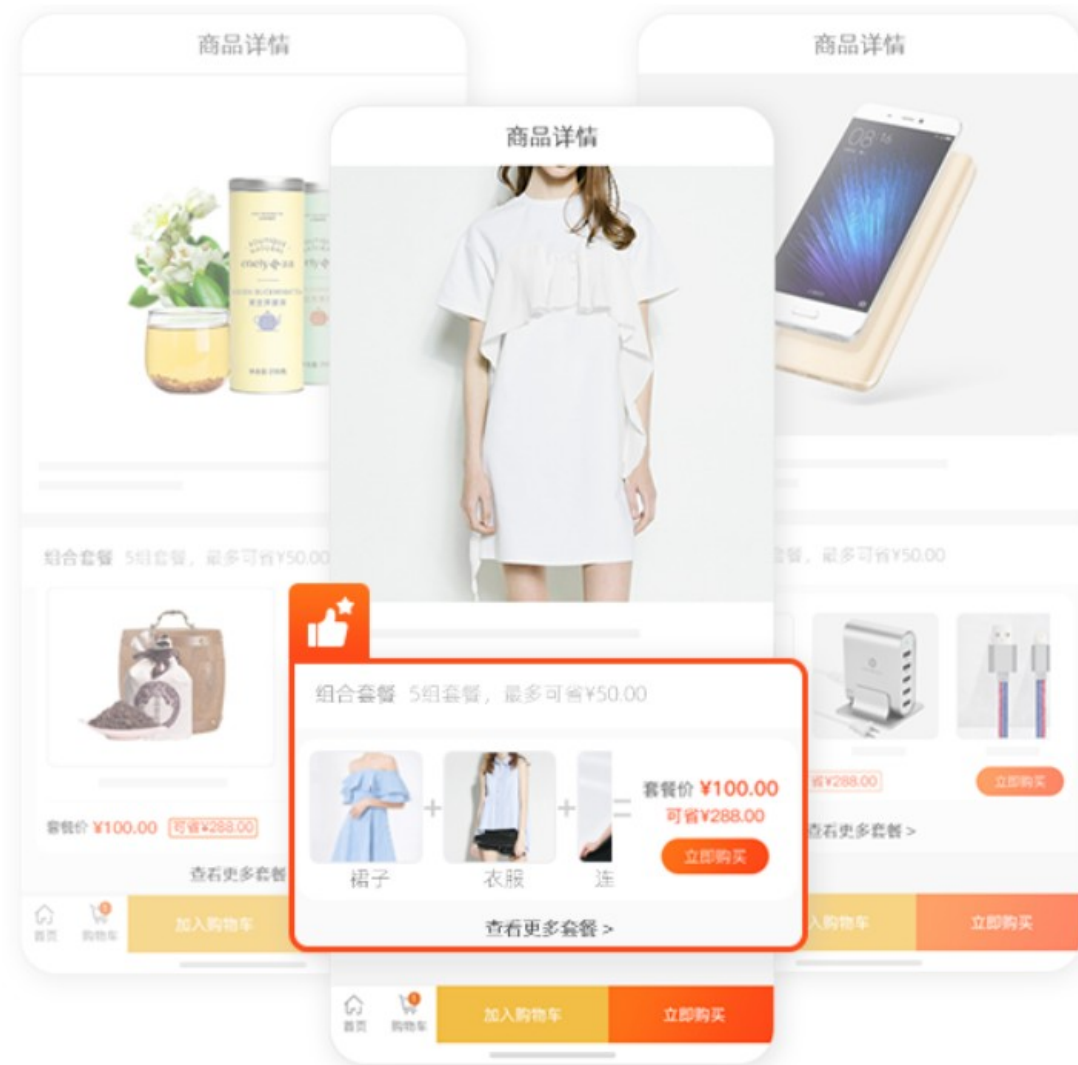 商品详情
组合套餐 5组套餐，最多可省¥50.00
套餐价 ¥100.00 可省¥288.00
查看更多套餐
首页
购物车
加入购物车
商品详情
组合套餐 5组套餐，最多可省¥50.00
裙子
衣服
连
套餐价 ¥100.00
可省¥288.00
立即购买
查看更多套餐 >
首页
购物车
加入购物车
立即购买
商品详情
套餐，最多可省¥50.00
省¥288.00
立即购买
查看更多套餐 >
入购物车
立即购买